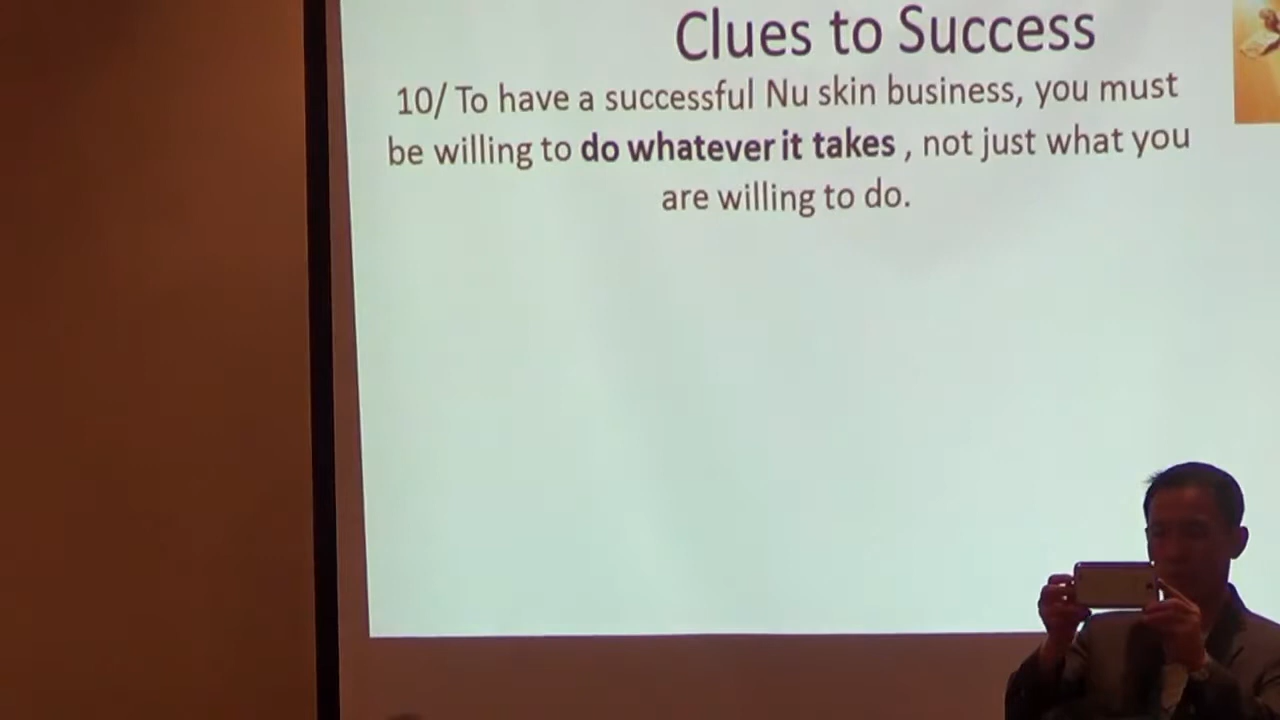 Clues to Success
10/ To have a successful Nu skin business, you must
be willing to do whatever it takes , not just what you
are willing to do.